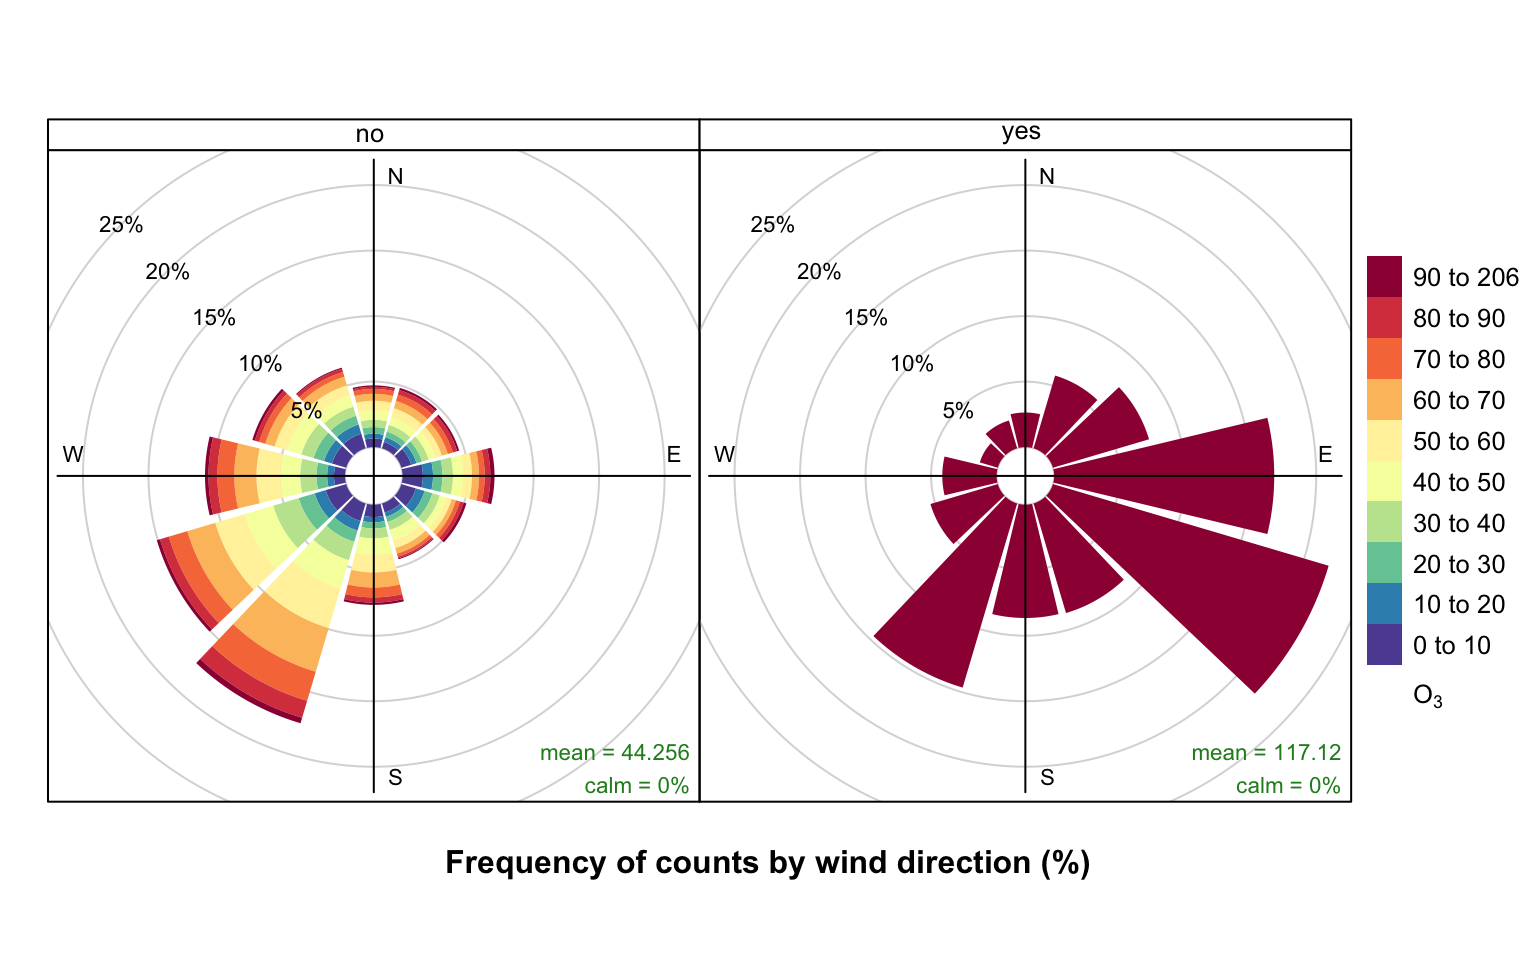 no
yes
N
25%
20%
15%
10%
5%
W
E
S
mean = 44.256
calm = 0%
N
25%
20%
15%
10%
5%
W
E
S
mean = 117.12
calm = 0%
90 to 206
80 to 90
70 to 80
60 to 70
50 to 60
40 to 50
30 to 40
20 to 30
10 to 20
0 to 10
O₃
Frequency of counts by wind direction (%)